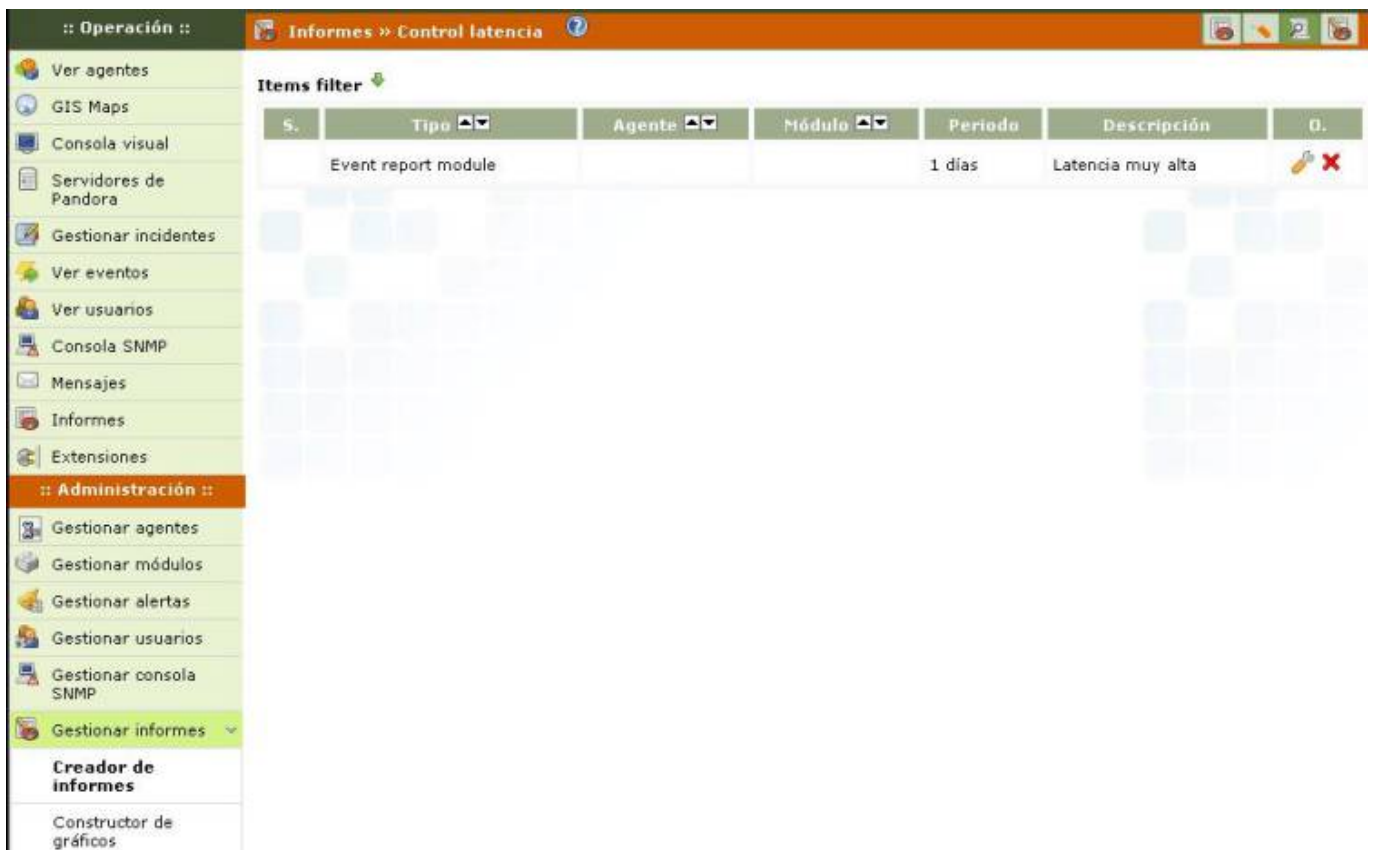 :: Operación ::
Informes » Control latencia
Ver agentes
GIS Maps
Consola visual
Servidores de
Pandora
Gestionar incidentes
Ver eventos
Ver usuarios
Consola SNMP
Mensajes
Informes
Extensiones
:: Administración ::
Gestionar agentes
Gestionar módulos
Gestionar alertas
Gestionar usuarios
Gestionar consola
SNMP
Gestionar informes
Creador de
informes
Constructor de
gráficos
Items filter
S. Tipo Agente Módulo Periodo Descripción O.
Event report module 1 días Latencia muy alta